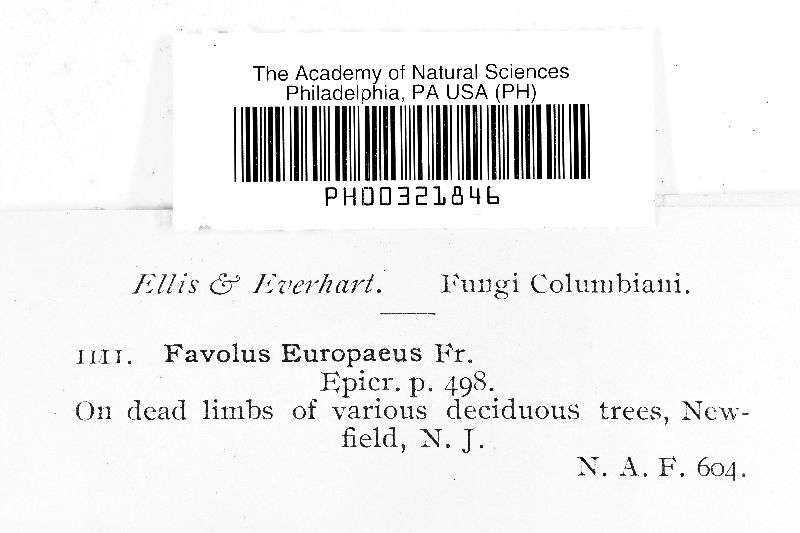 The Academy of Natural Sciences
Philadelphia, PA USA (PH)
PH00321846
Ellis & Everhart. Fungi Columbiani.
1111. Favolus Europaeus Fr.
Epicr. p. 498.
On dead limbs of various deciduous trees, New-
field, N. J.
N. A. F. 604.